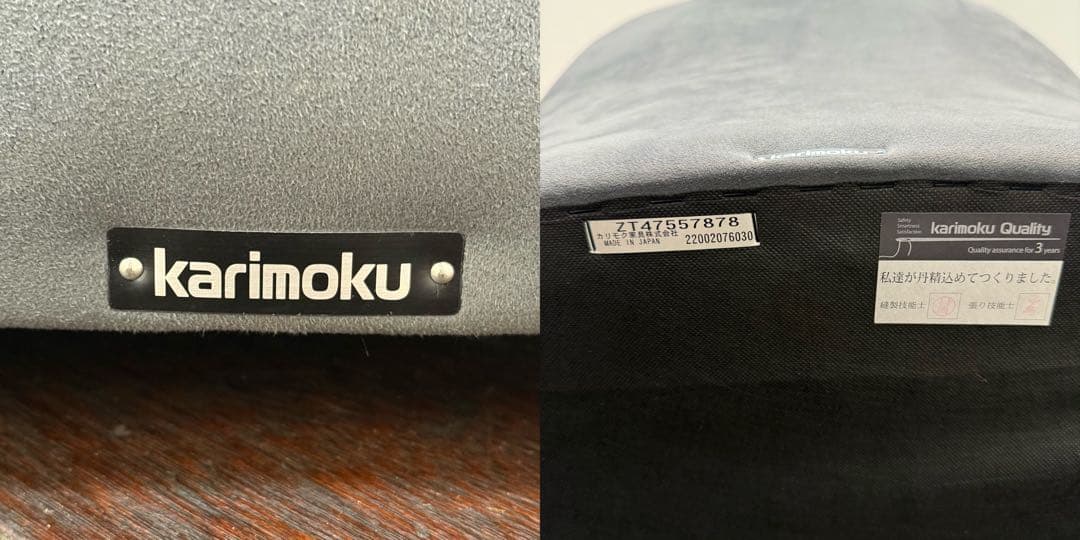 karimoku
karimoku
ZT47557878
カリモク家具株式会社
MADE IN JAPAN 22002076030
Safety
Smartness
Satisfaction
karimoku Quality
Quality assurance for 3 years
私達が丹精込めてつくりました。
縫製技能士 張り技能士